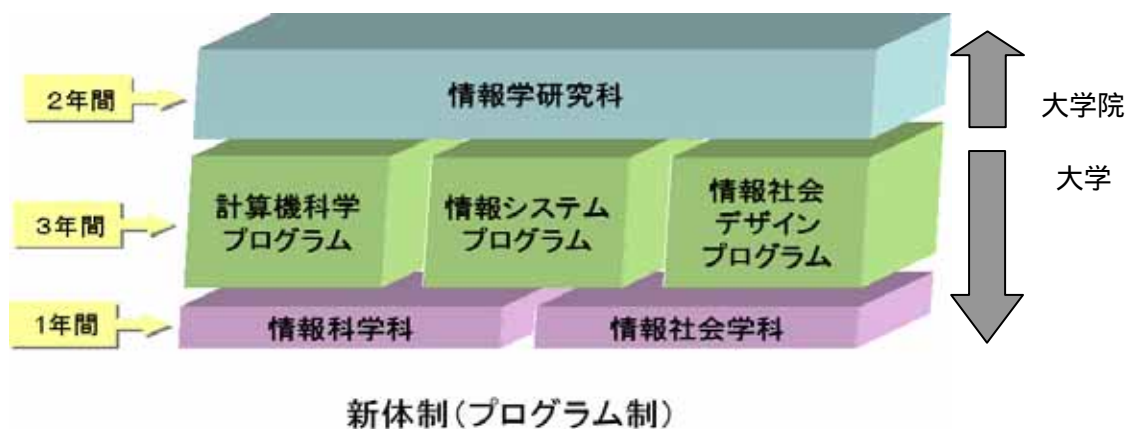 2年間
情報学研究科
大学院
大学
3年間
計算機科学
プログラム
情報システム
プログラム
情報社会
デザイン
プログラム
1年間
情報科学科
情報社会学科
新体制(プログラム制)